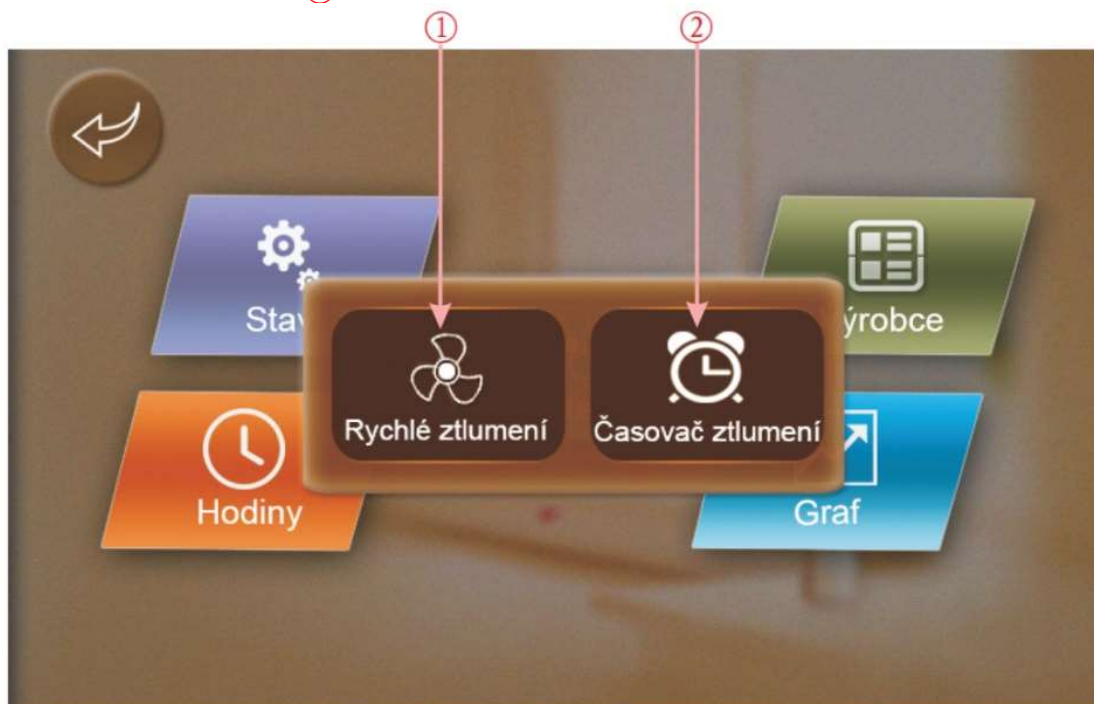 ① ②
Stav
ýrobce
Rychlé ztlumení
Časovač ztlumení
Hodiny
Graf